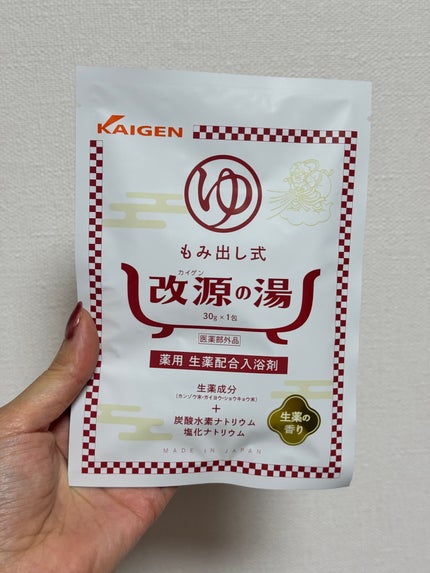 KAIGEN
ゆ
もみ出し式
カイゲン
改源の湯
30g×1包
医薬部外品
薬用 生薬配合入浴剤
生薬成分
(カンゾウ末・ガイヨウ・ショウキョウ末)
+
炭酸水素ナトリウム
塩化ナトリウム
生薬の
香り
MADE IN JAPAN